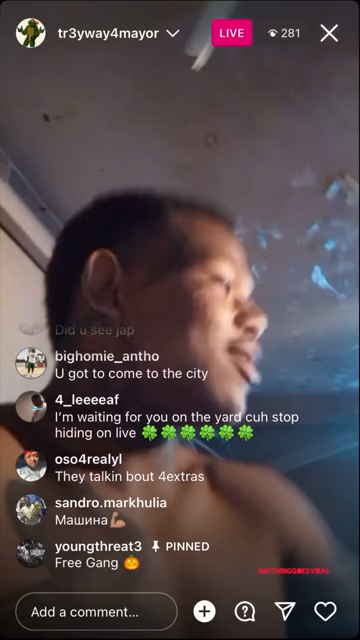 tr3yway4mayor
LIVE
281
Did u see jap
bighomie_antho
U got to come to the city
4_leeeeaf
I'm waiting for you on the yard cuh stop
hiding on live 🍀🍀🍀🍀🍀🍀
oso4realyl
They talkin bout 4extras
sandro.markhulia
Машина💪🏽
youngthreat3 PINNED
Free Gang 🎃
ANYTHINGGOESVIRAL
Add a comment...